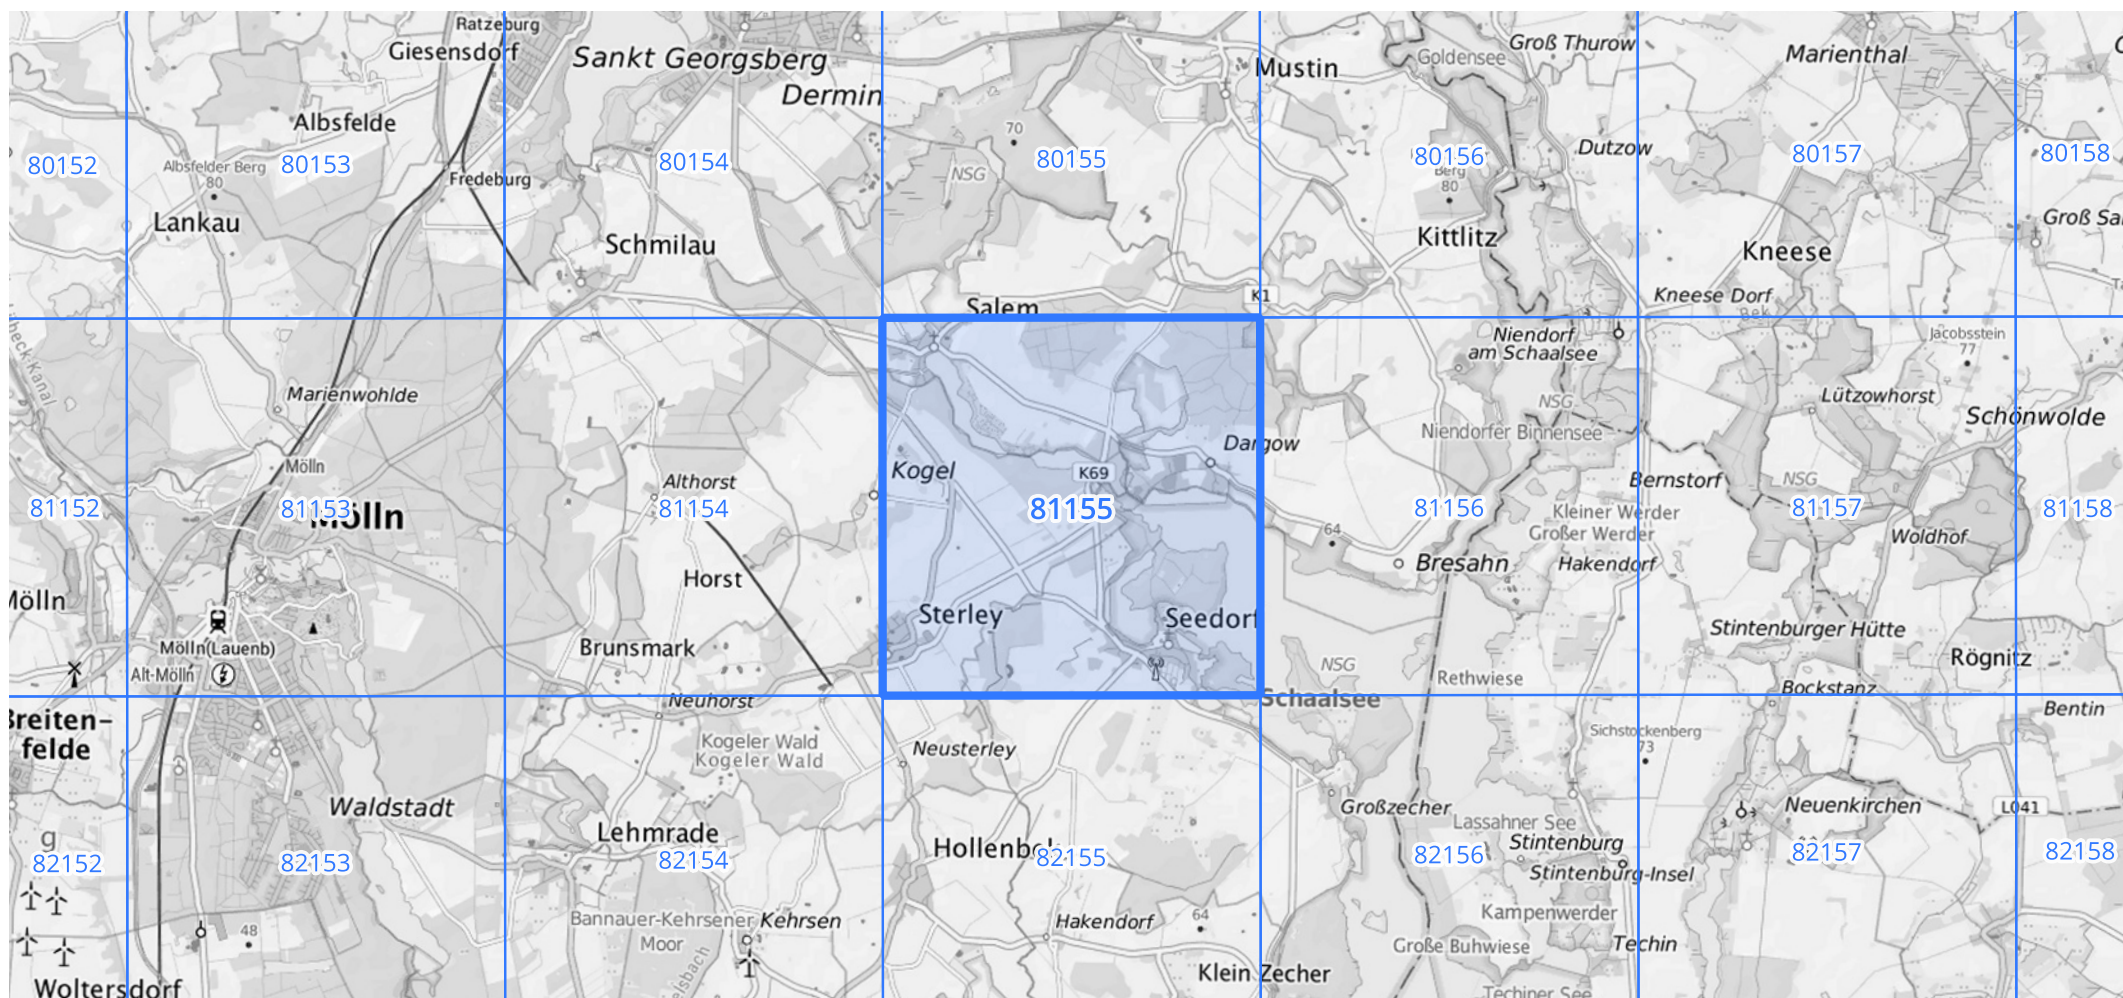 Ratzeburg
Giesensdorf
Sankt Georgsberg
Dermin
Mustin
Goldensee
Groß Thurow
Marienthal
Albsfelde
70
Dutzow
80152
Albsfelder Berg
80
80153
80154
NSG
80155
80156
Berg
80
80157
80158
Fredeburg
Lankau
Schmilau
Kittlitz
Kneese
Groß Sa
Salem
K1
Kneese Dorf
Niendorf
am Schaalsee
Jacobsstein
77
beck-Kanal
Marienwohlde
NSG
Lützowhorst
Schönwolde
Niendorfer Binnensee
Dargow
Mölln
Kogel
K69
Althorst
Bernstorf
NSG
81152
81153
Mölln
81154
81155
81156
81157
81158
Kleiner Werder
Großer Werder
64
Woldhof
Bresahn
Hakendorf
Horst
Mölln
Sterley
Seedorf
Stintenburger Hütte
Mölln(Lauenb)
Brunsmark
Alt-Mölln
NSG
Rethwiese
Rögnitz
Bockstanz
Neuhorst
Schaalsee
Bentin
Breiten-
felde
Kogeler Wald
Kogeler Wald
Neusterley
Sichstockenberg
73
Waldstadt
Großzecher
Neuenkirchen
L041
Lassahner See
Lehmrade
Stintenburg
g
Hollenbek
82152
82153
82154
82155
82156
82157
82158
Stintenburg-Insel
Bannauer-Kehrsener
Moor
Kehrsen
Hakendorf
64
Kampenwerder
48
Große Buhwiese
Techin
elsbach
Klein Zecher
Woltersdorf
Techiner See